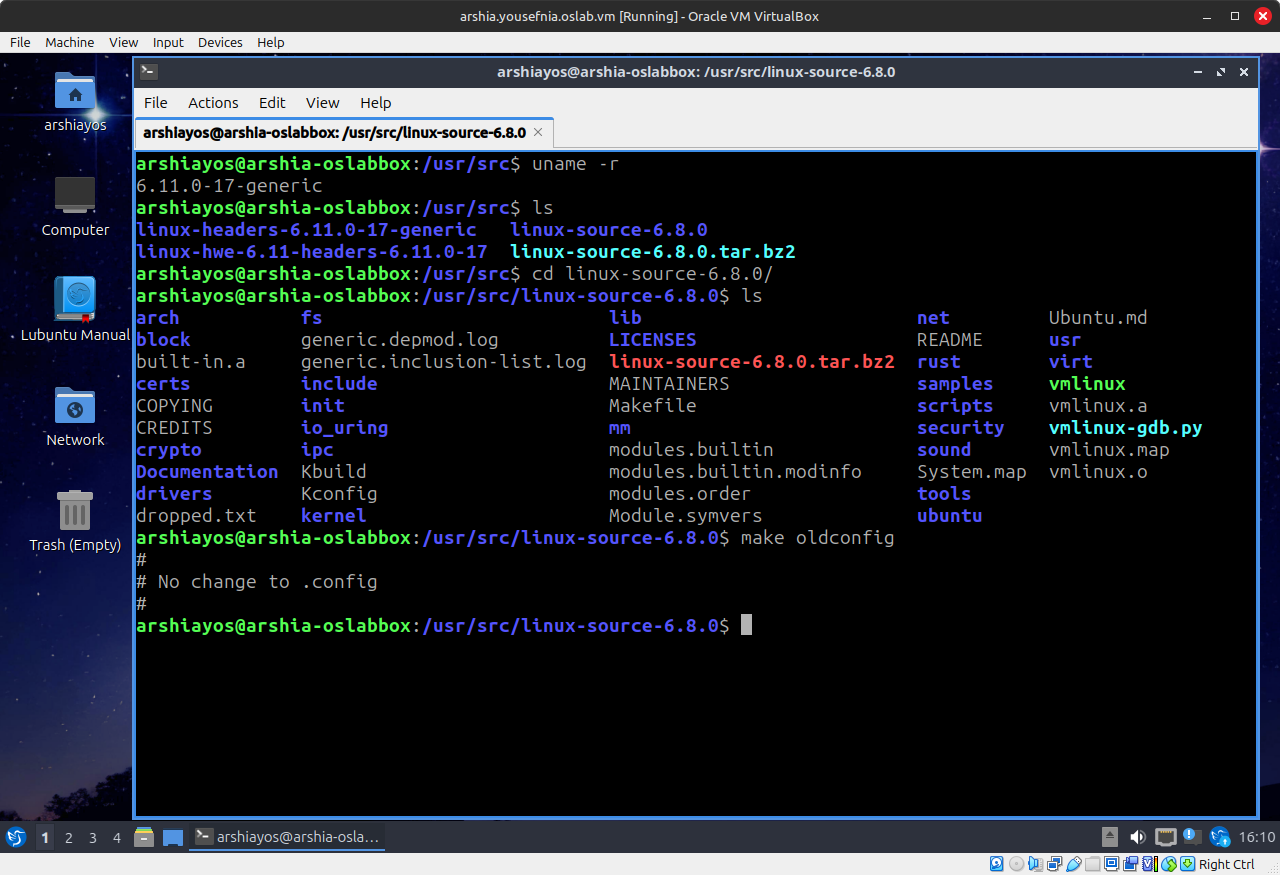 arshia.yousefnia.oslab.vm [Running] - Oracle VM VirtualBox
File Machine View Input Devices Help
arshiayos@arshia-oslabbox: /usr/src/linux-source-6.8.0
File Actions Edit View Help
arshiayos@arshia-oslabbox: /usr/src/linux-source-6.8.0
arshiayos
Computer
Lubuntu Manual
Network
Trash (Empty)
arshiayos@arshia-oslabbox:/usr/src$ uname -r
6.11.0-17-generic
arshiayos@arshia-oslabbox:/usr/src$ ls
linux-headers-6.11.0-17-generic linux-source-6.8.0
linux-hwe-6.11-headers-6.11.0-17 linux-source-6.8.0.tar.bz2
arshiayos@arshia-oslabbox:/usr/src$ cd linux-source-6.8.0/
arshiayos@arshia-oslabbox:/usr/src/linux-source-6.8.0$ ls
arch fs lib net Ubuntu.md
block generic.depmod.log LICENSES README usr
built-in.a generic.inclusion-list.log linux-source-6.8.0.tar.bz2 rust virt
certs include MAINTAINERS samples vmlinux
COPYING init Makefile scripts vmlinux.a
CREDITS io_uring mm security vmlinux-gdb.py
crypto ipc modules.builtin sound vmlinux.map
Documentation Kbuild modules.builtin.modinfo System.map vmlinux.o
drivers Kconfig modules.order tools
dropped.txt kernel Module.symvers ubuntu
arshiayos@arshia-oslabbox:/usr/src/linux-source-6.8.0$ make oldconfig
#
# No change to .config
#
arshiayos@arshia-oslabbox:/usr/src/linux-source-6.8.0$
1 2 3 4 arshiayos@arshia-osla... 16:10
Right Ctrl